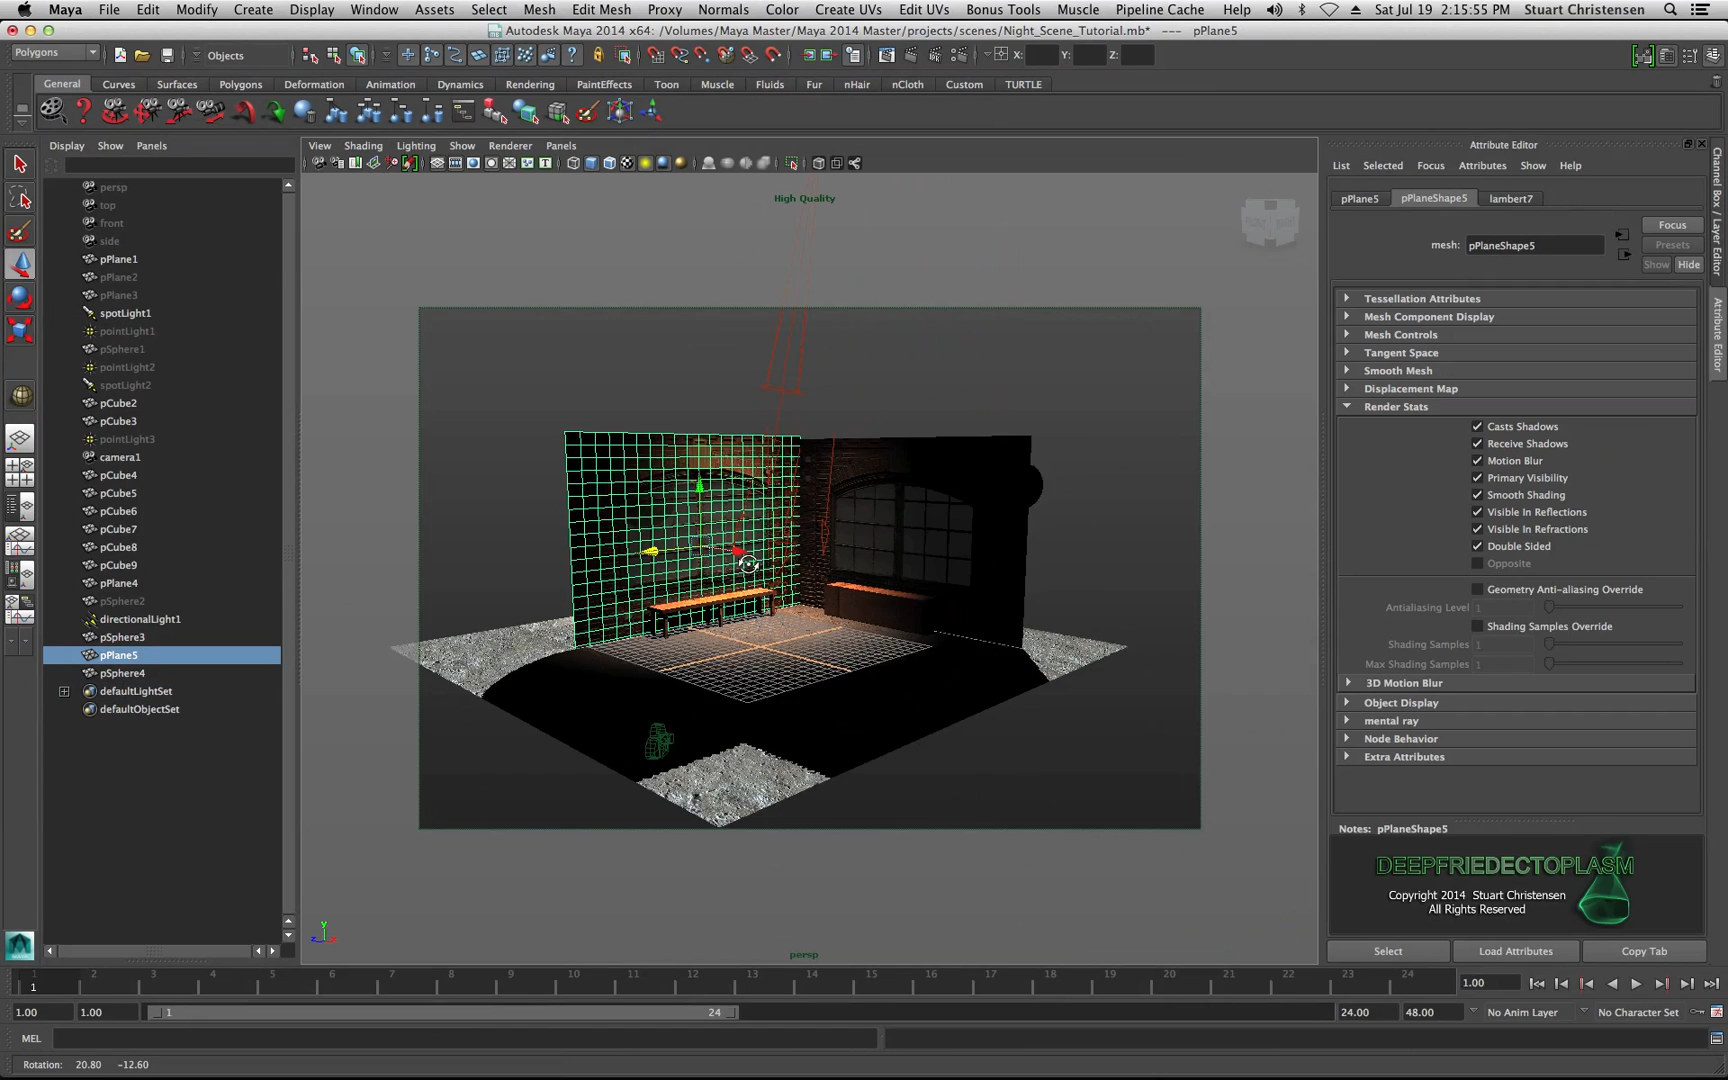 Maya File Edit Modify Create Display Window Assets Select Mesh Edit Mesh Proxy Normals Color Create UVs Edit UVs Bonus Tools Muscle Pipeline Cache Help Sat Jul 19 2:15:55 PM Stuart Christensen
Autodesk Maya 2014 x64: /Volumes/Maya Master/Maya 2014 Master/projects/scenes/Night_Scene_Tutorial.mb* --- pPlane5
Polygons Objects X: Y: Z:
General Curves Surfaces Polygons Deformation Animation Dynamics Rendering PaintEffects Toon Muscle Fluids Fur nHair nCloth Custom TURTLE
Display Show Panels
View Shading Lighting Show Renderer Panels
persp
top
front
side
pPlane1
pPlane2
pPlane3
spotLight1
pointLight1
pSphere1
pointLight2
spotLight2
pCube2
pCube3
pointLight3
camera1
pCube4
pCube5
pCube6
pCube7
pCube8
pCube9
pPlane4
pSphere2
directionalLight1
pSphere3
pPlane5
pSphere4
defaultLightSet
defaultObjectSet
High Quality
persp
y
z x
Attribute Editor
List Selected Focus Attributes Show Help
pPlane5 pPlaneShape5 lambert7
mesh: pPlaneShape5
Focus
Presets
Show Hide
Tessellation Attributes
Mesh Component Display
Mesh Controls
Tangent Space
Smooth Mesh
Displacement Map
Render Stats
Casts Shadows
Receive Shadows
Motion Blur
Primary Visibility
Smooth Shading
Visible In Reflections
Visible In Refractions
Double Sided
Opposite
Geometry Anti-aliasing Override
Antialiasing Level 1
Shading Samples Override
Shading Samples 1
Max Shading Samples 1
3D Motion Blur
Object Display
mental ray
Node Behavior
Extra Attributes
Notes: pPlaneShape5
DEEPFRIEDECTOPLASM
Copyright 2014 Stuart Christensen
All Rights Reserved
Select Load Attributes Copy Tab
Channel Box / Layer Editor
Attribute Editor
1 2 3 4 5 6 7 8 9 10 11 12 13 14 15 16 17 18 19 20 21 22 23 24
1 1.00
1.00 1.00 1 24 24.00 48.00 No Anim Layer No Character Set
MEL
Rotation: 20.80 -12.60